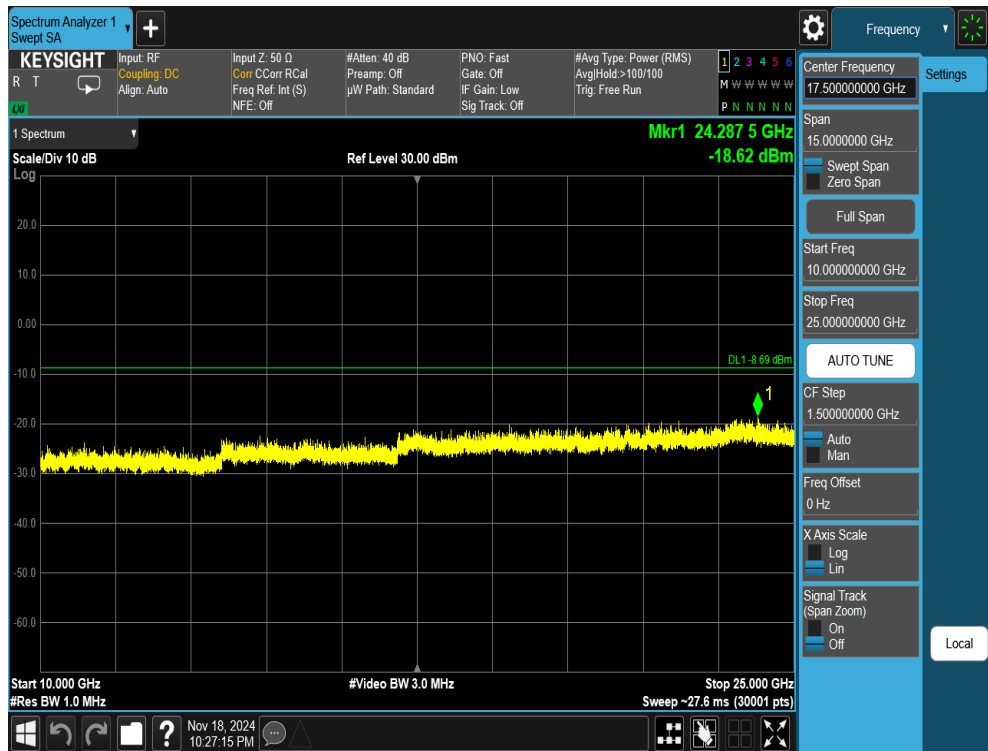 Spectrum Analyzer 1
Swept SA
+
Frequency
KEYSIGHT
R T
LXI
Input: RF
Coupling: DC
Align: Auto
Input Z: 50 Ω
Corr CCorr RCal
Freq Ref: Int (S)
NFE: Off
#Atten: 40 dB
Preamp: Off
µW Path: Standard
PNO: Fast
Gate: Off
IF Gain: Low
Sig Track: Off
#Avg Type: Power (RMS)
Avg|Hold:>100/100
Trig: Free Run
1 2 3 4 5 6
M W W W W W
P N N N N N
1 Spectrum
Scale/Div 10 dB
Log
Ref Level 30.00 dBm
Mkr1 24.287 5 GHz
-18.62 dBm
20.0
10.0
0.00
-10.0
-20.0
-30.0
-40.0
-50.0
-60.0
DL1 -8.69 dBm
1
Start 10.000 GHz
#Res BW 1.0 MHz
#Video BW 3.0 MHz
Stop 25.000 GHz
Sweep ~27.6 ms (30001 pts)
Center Frequency
17.500000000 GHz
Settings
Span
15.0000000 GHz
Swept Span
Zero Span
Full Span
Start Freq
10.000000000 GHz
Stop Freq
25.000000000 GHz
AUTO TUNE
CF Step
1.500000000 GHz
Auto
Man
Freq Offset
0 Hz
X Axis Scale
Log
Lin
Signal Track
(Span Zoom)
On
Off
Local
?
Nov 18, 2024
10:27:15 PM